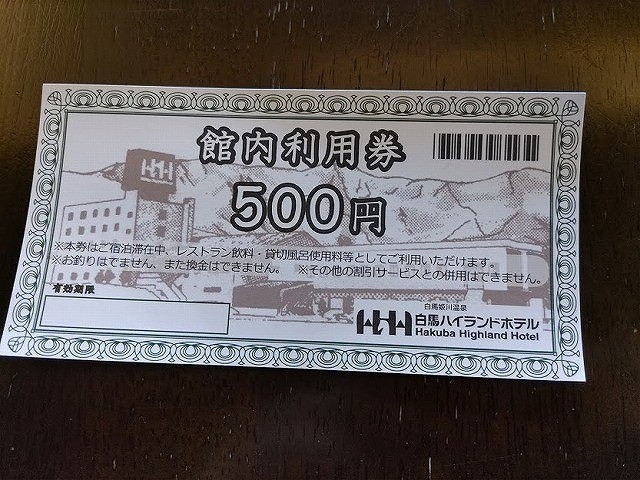 館内利用券
500円
※本券はご宿泊滞在中、レストラン飲料・貸切風呂使用料等としてご利用いただけます。
※お釣りはでません、また換金はできません。 ※その他の割引サービスとの併用はできません。
有効期限
白馬姫川温泉
白馬ハイランドホテル
Hakuba Highland Hotel